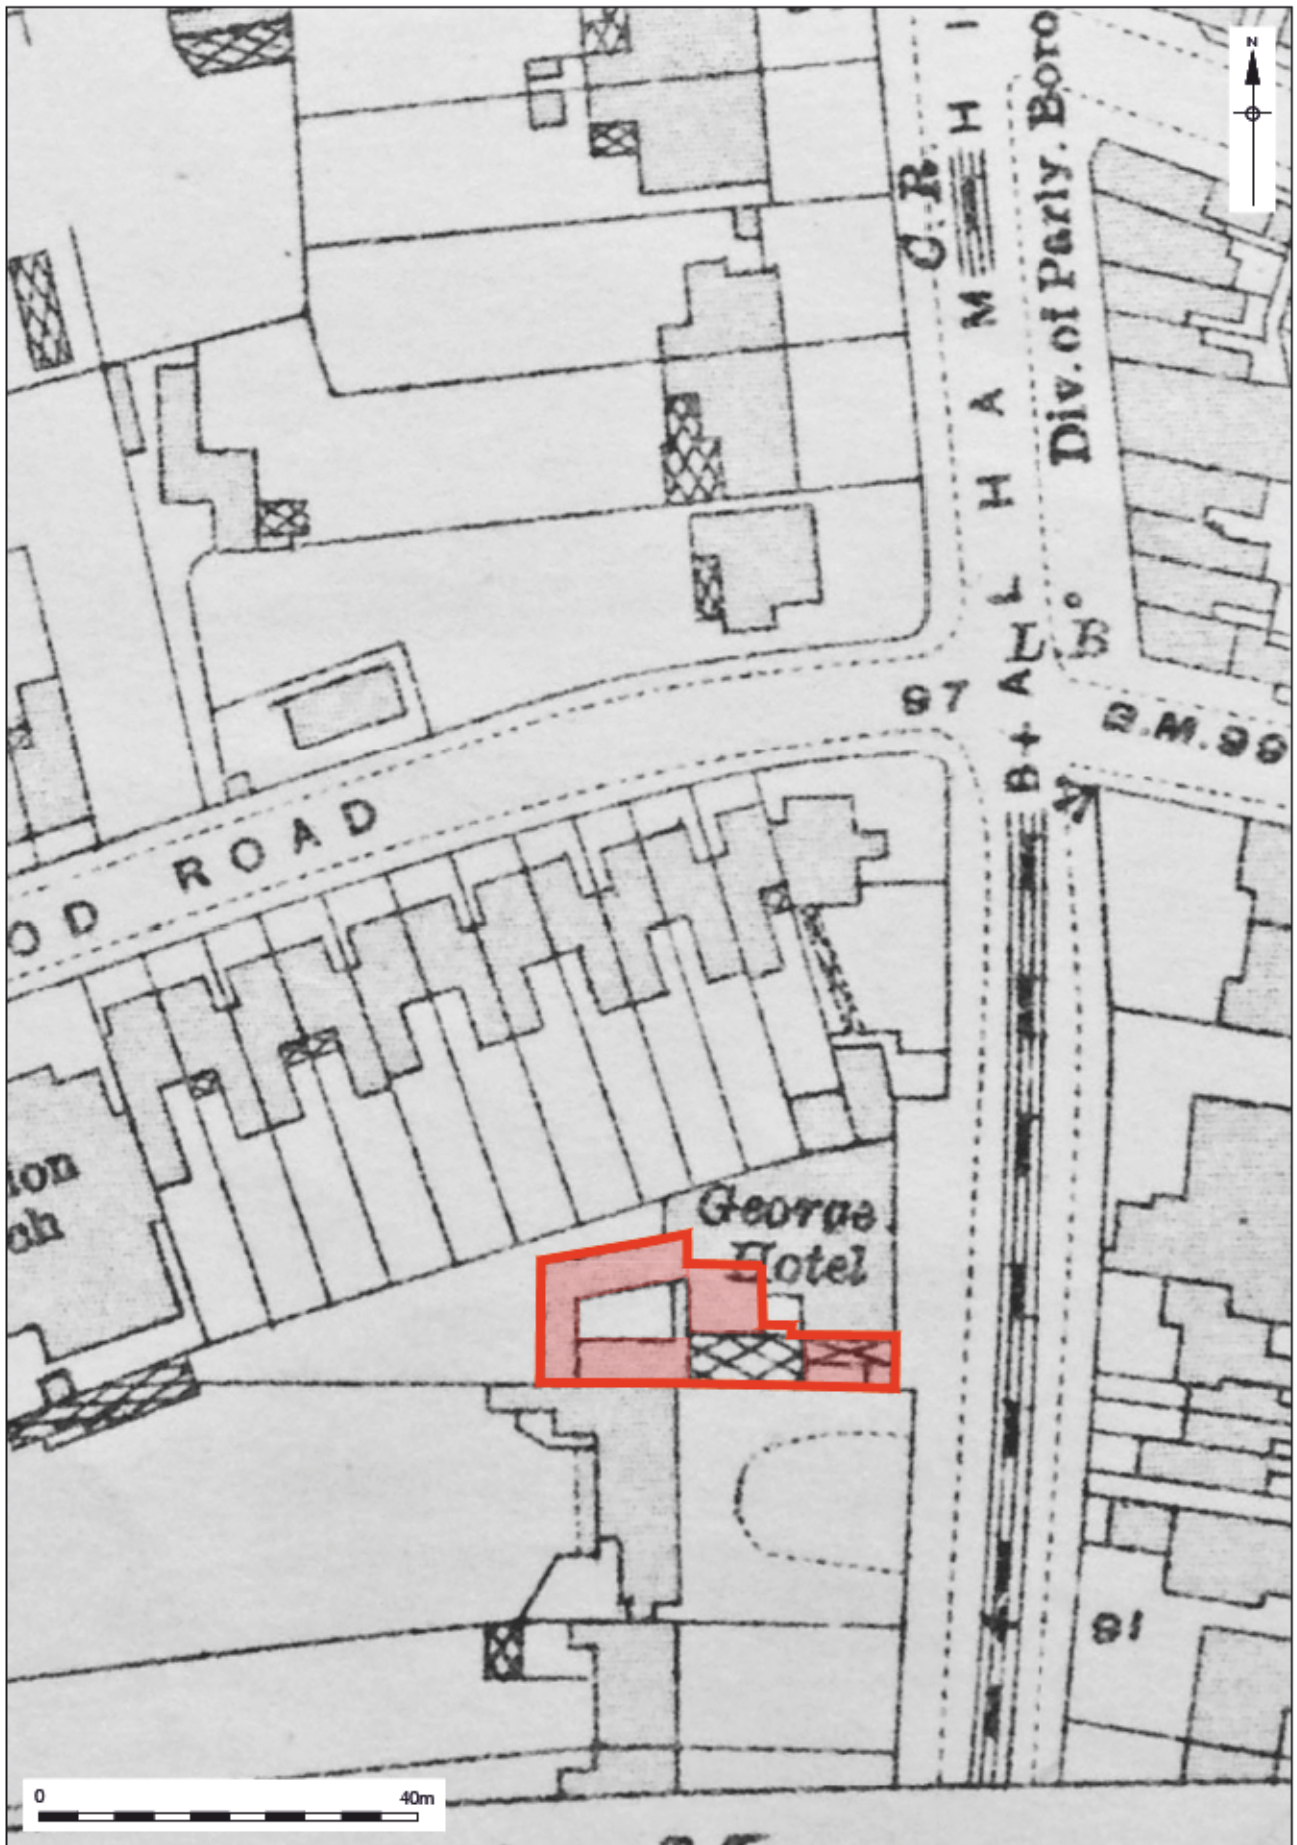 N
C. R.
BALHAM HI
Div. of Parly. Boro
L B
97
B.M. 99
OD ROAD
ion
ch
George
Hotel
91
0 40m